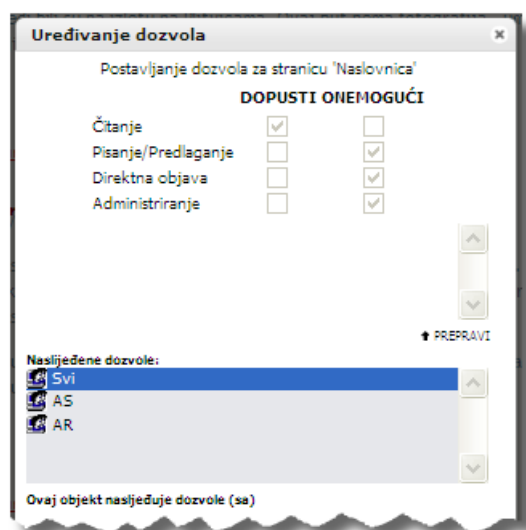 Uređivanje dozvola
Postavljanje dozvola za stranicu 'Naslovnica'
DOPUSTI ONEMOGUĆI
Čitanje
Pisanje/Predlaganje
Direktna objava
Administriranje
PREPRAVI
Naslijeđene dozvole:
Svi
AS
AR
Ovaj objekt nasljeđuje dozvole (sa)